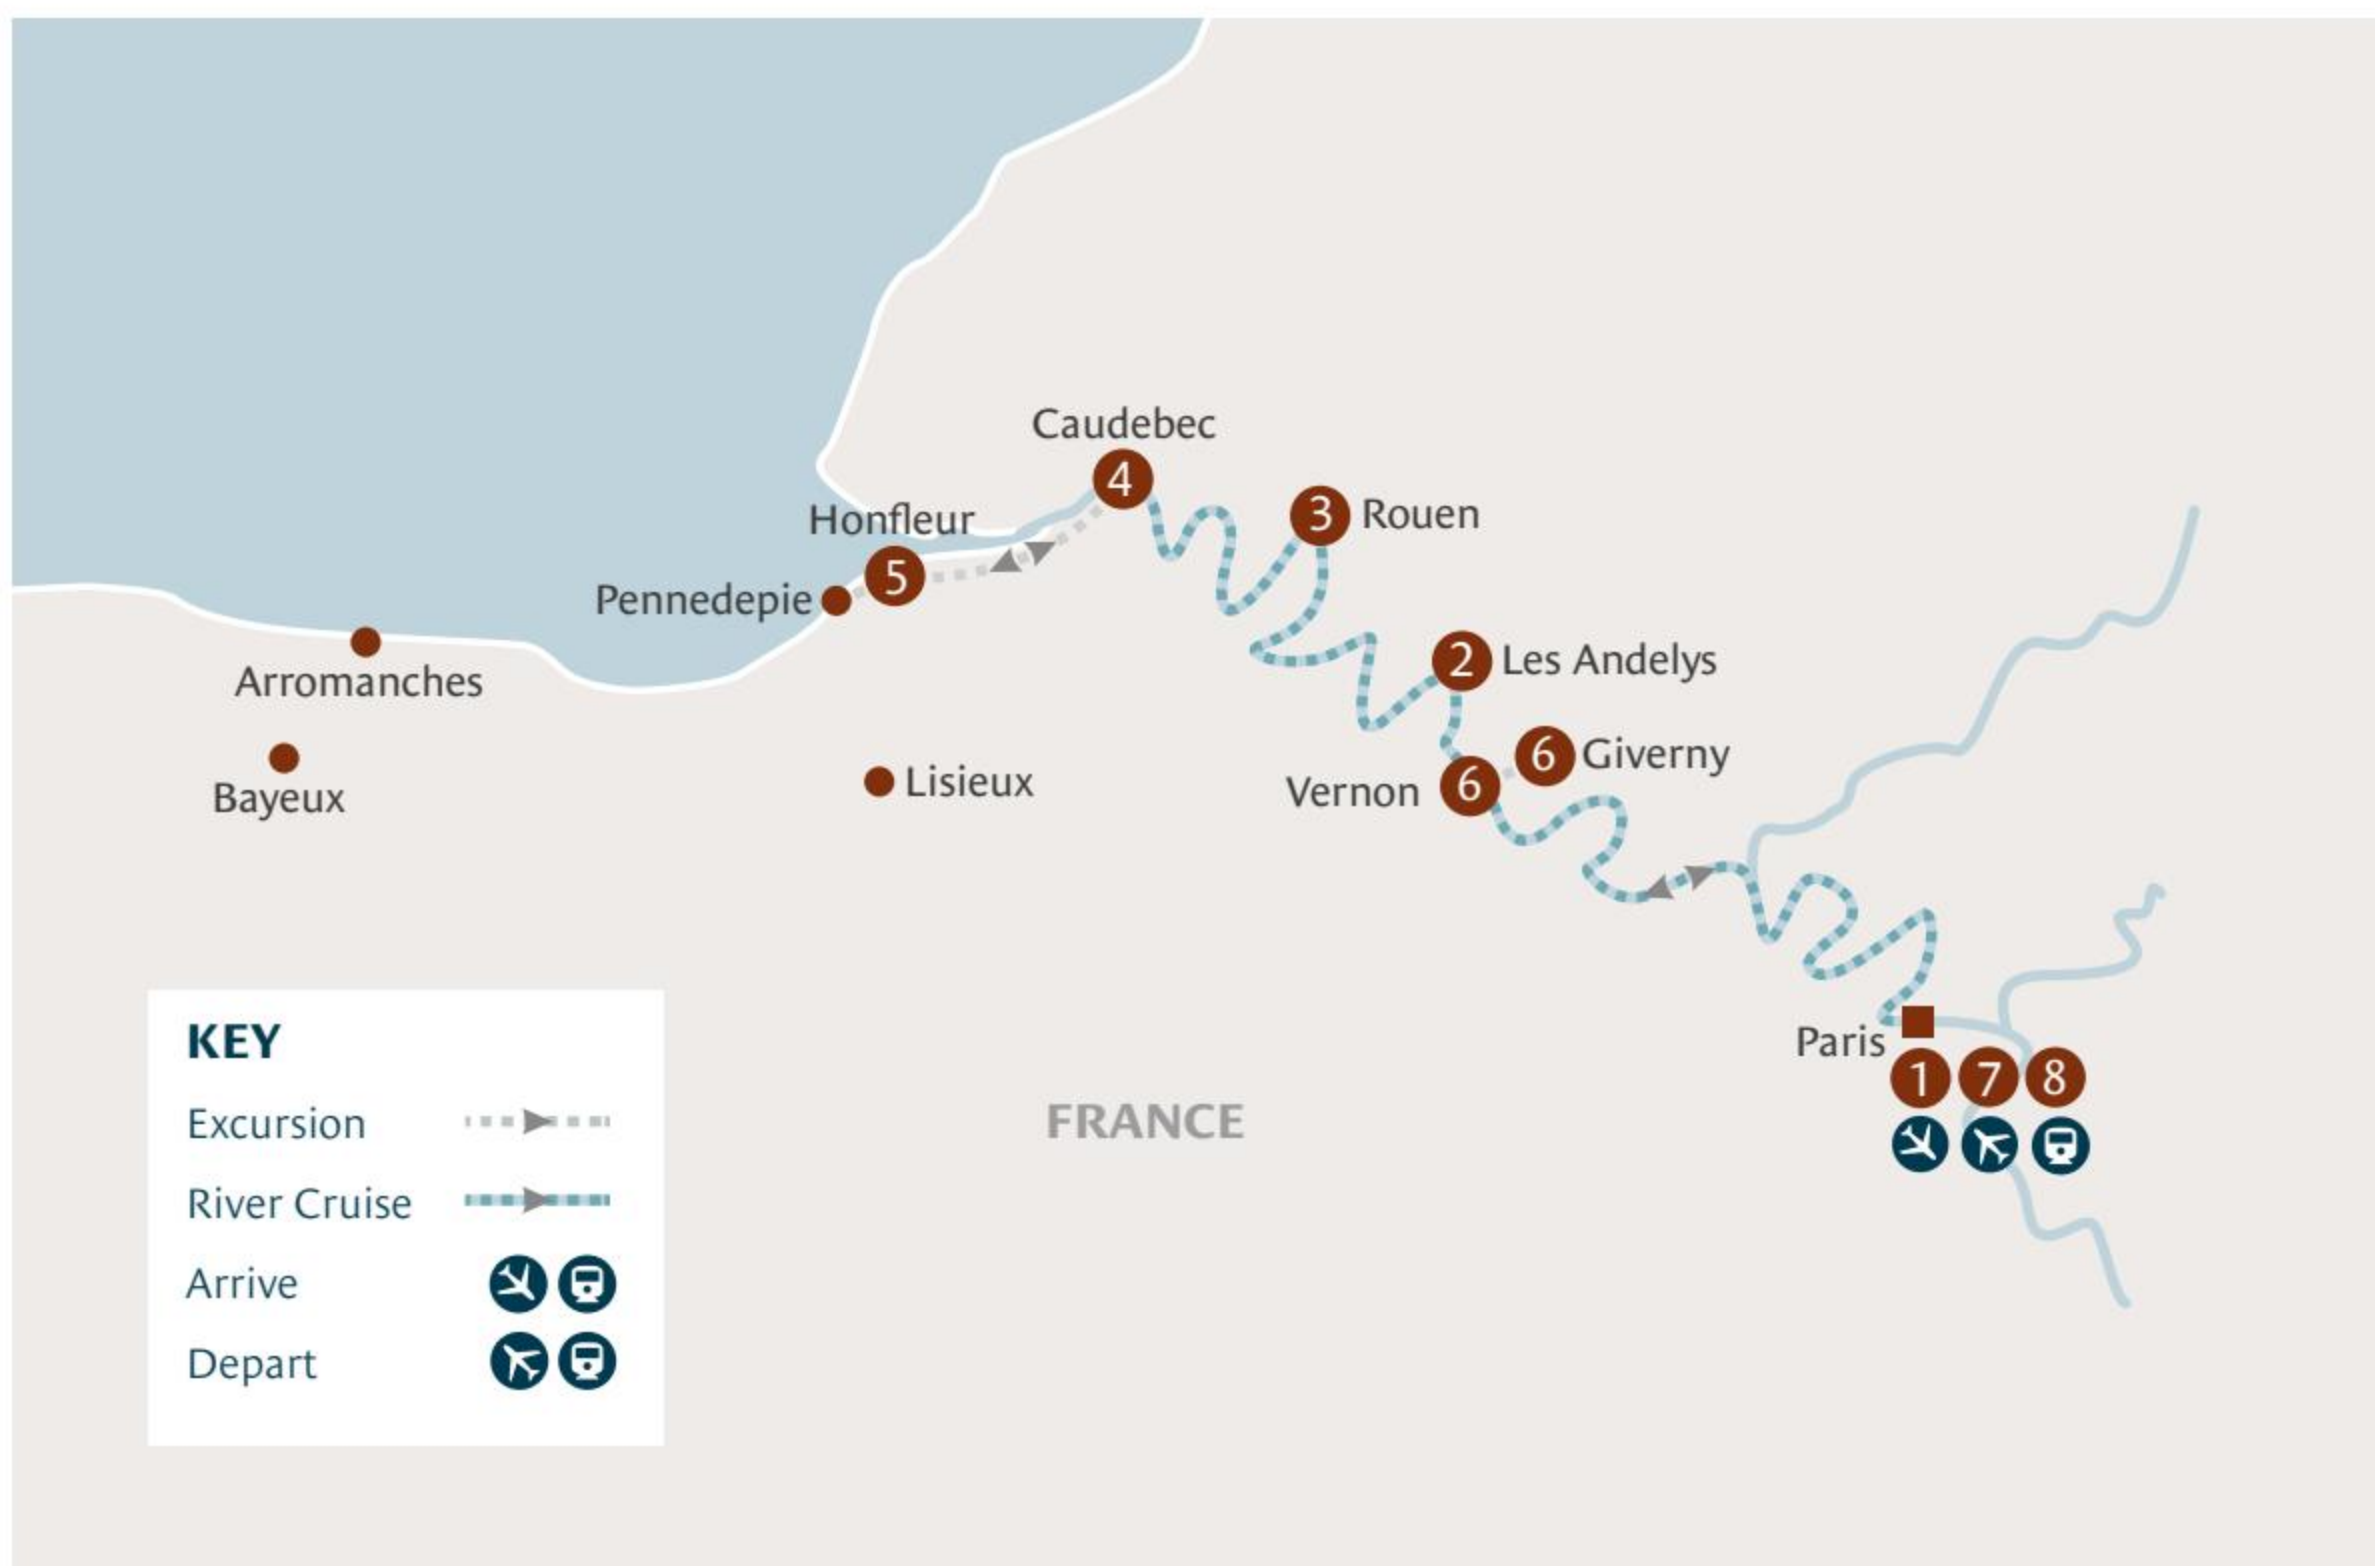 Caudebec
4
3 Rouen
Honfleur
5
Pennedepie
Arromanches
2 Les Andelys
Bayeux
Lisieux
6 Giverny
Vernon 6
Paris
1 7 8
FRANCE
KEY
Excursion
River Cruise
Arrive
Depart